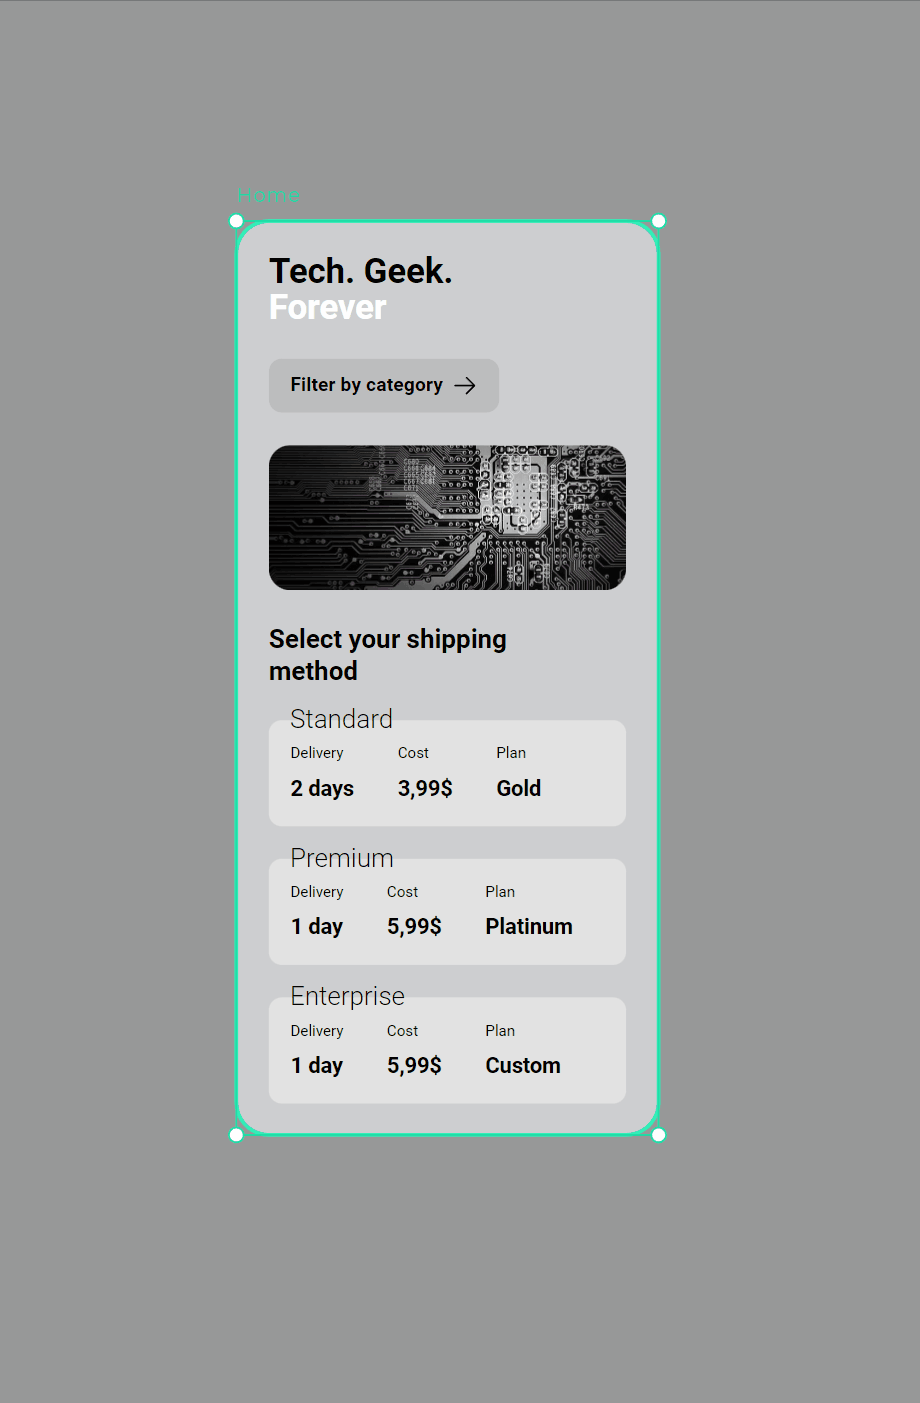 Home
Tech. Geek.
Forever
Filter by category
Select your shipping
method
Standard
Delivery Cost Plan
2 days 3,99$ Gold
Premium
Delivery Cost Plan
1 day 5,99$ Platinum
Enterprise
Delivery Cost Plan
1 day 5,99$ Custom